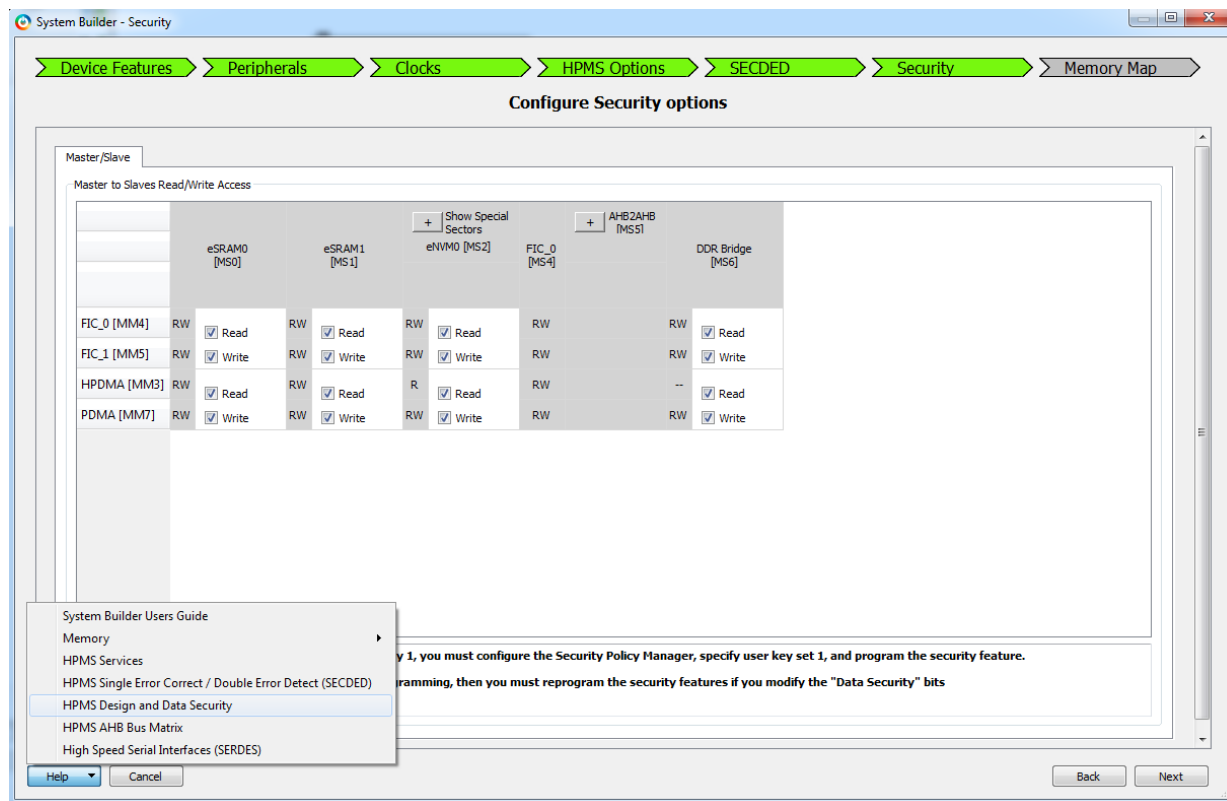 System Builder - Security
Device Features Peripherals Clocks HPMS Options SECDED Security Memory Map
Configure Security options
Master/Slave
Master to Slaves Read/Write Access
+ Show Special Sectors + AHB2AHB [MS5]
eSRAM0 [MS0] eSRAM1 [MS1] eNVM0 [MS2] FIC_0 [MS4] DDR Bridge [MS6]
FIC_0 [MM4] RW Read RW Read RW Read RW RW Read
FIC_1 [MM5] RW Write RW Write RW Write RW RW Write
HPDMA [MM3] RW Read RW Read R Read RW -- Read
PDMA [MM7] RW Write RW Write RW Write RW RW Write
System Builder Users Guide
Memory
HPMS Services
y 1, you must configure the Security Policy Manager, specify user key set 1, and program the security feature.
HPMS Single Error Correct / Double Error Detect (SECDED)
ramming, then you must reprogram the security features if you modify the "Data Security" bits
HPMS Design and Data Security
HPMS AHB Bus Matrix
High Speed Serial Interfaces (SERDES)
Help Cancel Back Next